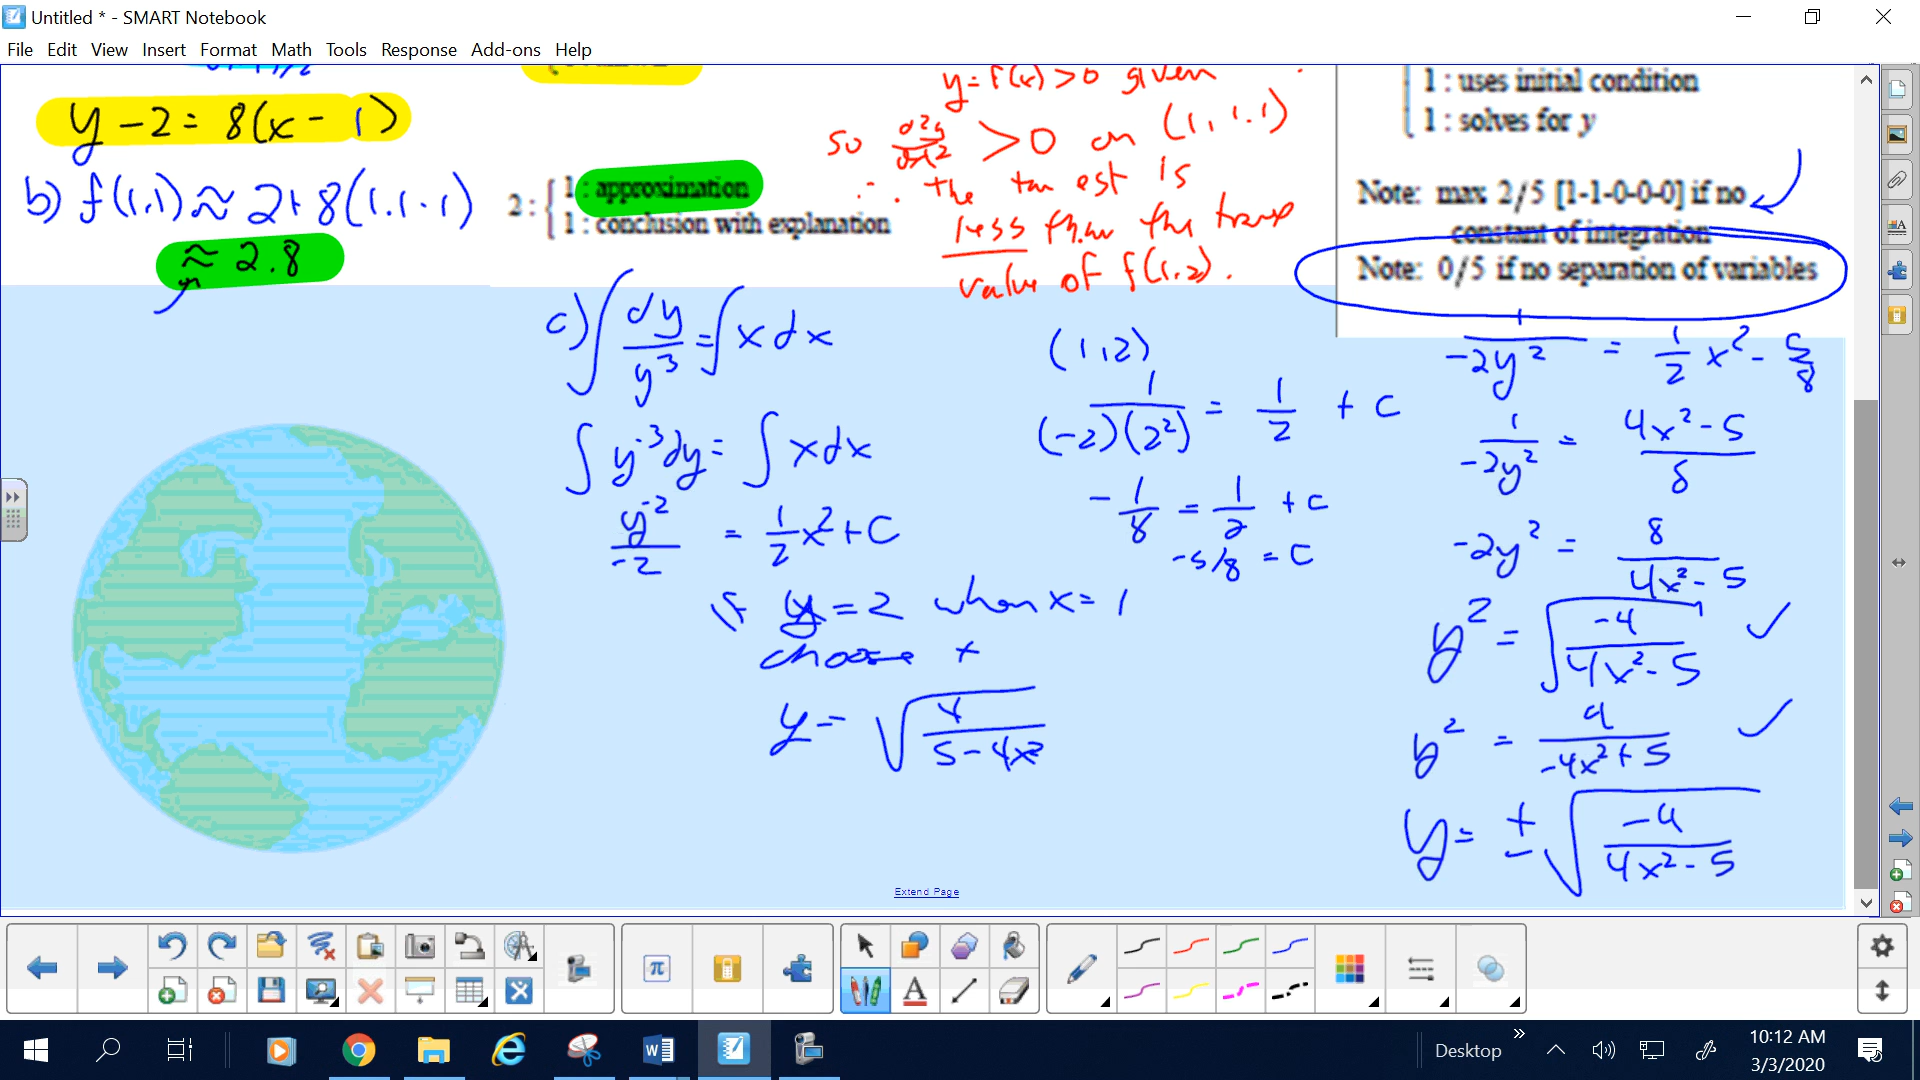 Untitled * - SMART Notebook
File Edit View Insert Format Math Tools Response Add-ons Help
y - 2 = 8(x - 1)
b) f(1,1) ≈ 2+8(1.1-1)
≈ 2.8
2 : { 1 : approximation
1 : conclusion with explanation
y = f(x) > 0 given
so d²y/dx² > 0 on (1, 1.1)
∴ the tan est is
less than the true
value of f(1,2).
1 : uses initial condition
1 : solves for y
Note: max 2/5 [1-1-0-0-0] if no
constant of integration
Note: 0/5 if no separation of variables
c) ∫ dy/y³ = ∫ x dx
∫ y⁻³ dy = ∫ x dx
y⁻²/-2 = 1/2 x² + C
if y = 2 when x = 1
choose +
y = √(4/(5 - 4x²))
(1,2)
1/((-2)(2²)) = 1/2 + c
- 1/8 = 1/2 + c
-5/8 = C
1/(-2y²) = 1/2 x² - 5/8
1/(-2y²) = (4x² - 5)/8
-2y² = 8/(4x² - 5)
y² = √(-4/(4x² - 5)) ✓
y² = 4/(-4x² + 5) ✓
y = ± √(-4/(4x² - 5))
Extend Page
Desktop
10:12 AM
3/3/2020